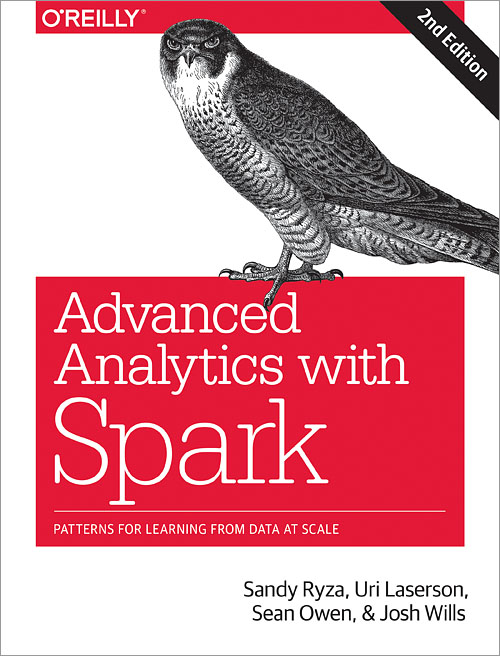 O'REILLY®
2nd Edition
Advanced
Analytics with
Spark
PATTERNS FOR LEARNING FROM DATA AT SCALE
Sandy Ryza, Uri Laserson,
Sean Owen, & Josh Wills